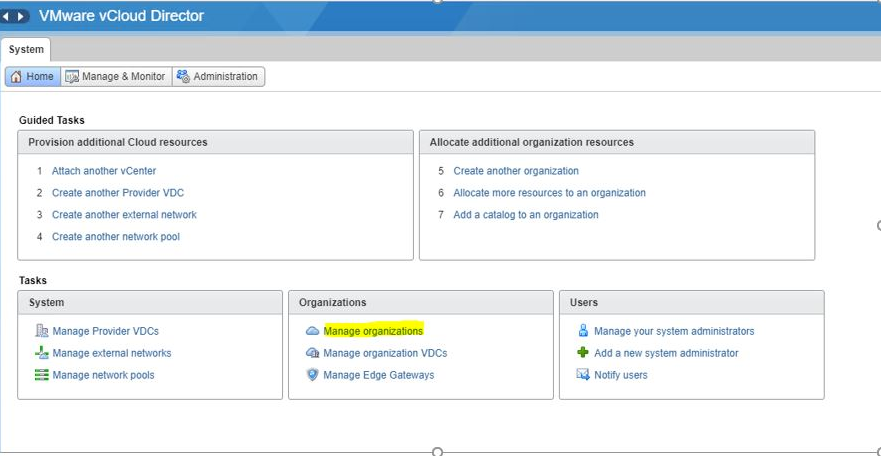 VMware vCloud Director
System
Home Manage & Monitor Administration
Guided Tasks
Provision additional Cloud resources
1 Attach another vCenter
2 Create another Provider VDC
3 Create another external network
4 Create another network pool
Allocate additional organization resources
5 Create another organization
6 Allocate more resources to an organization
7 Add a catalog to an organization
Tasks
System
Manage Provider VDCs
Manage external networks
Manage network pools
Organizations
Manage organizations
Manage organization VDCs
Manage Edge Gateways
Users
Manage your system administrators
Add a new system administrator
Notify users